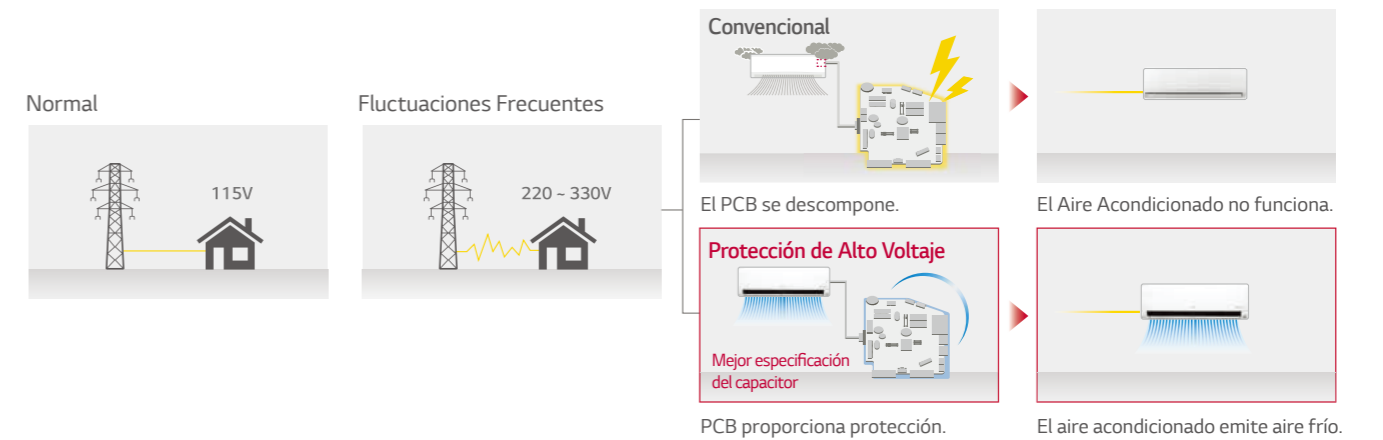 Normal
115V
Fluctuaciones Frecuentes
220 ~ 330V
Convencional
El PCB se descompone.
El Aire Acondicionado no funciona.
Protección de Alto Voltaje
Mejor especificación
del capacitor
PCB proporciona protección.
El aire acondicionado emite aire frío.